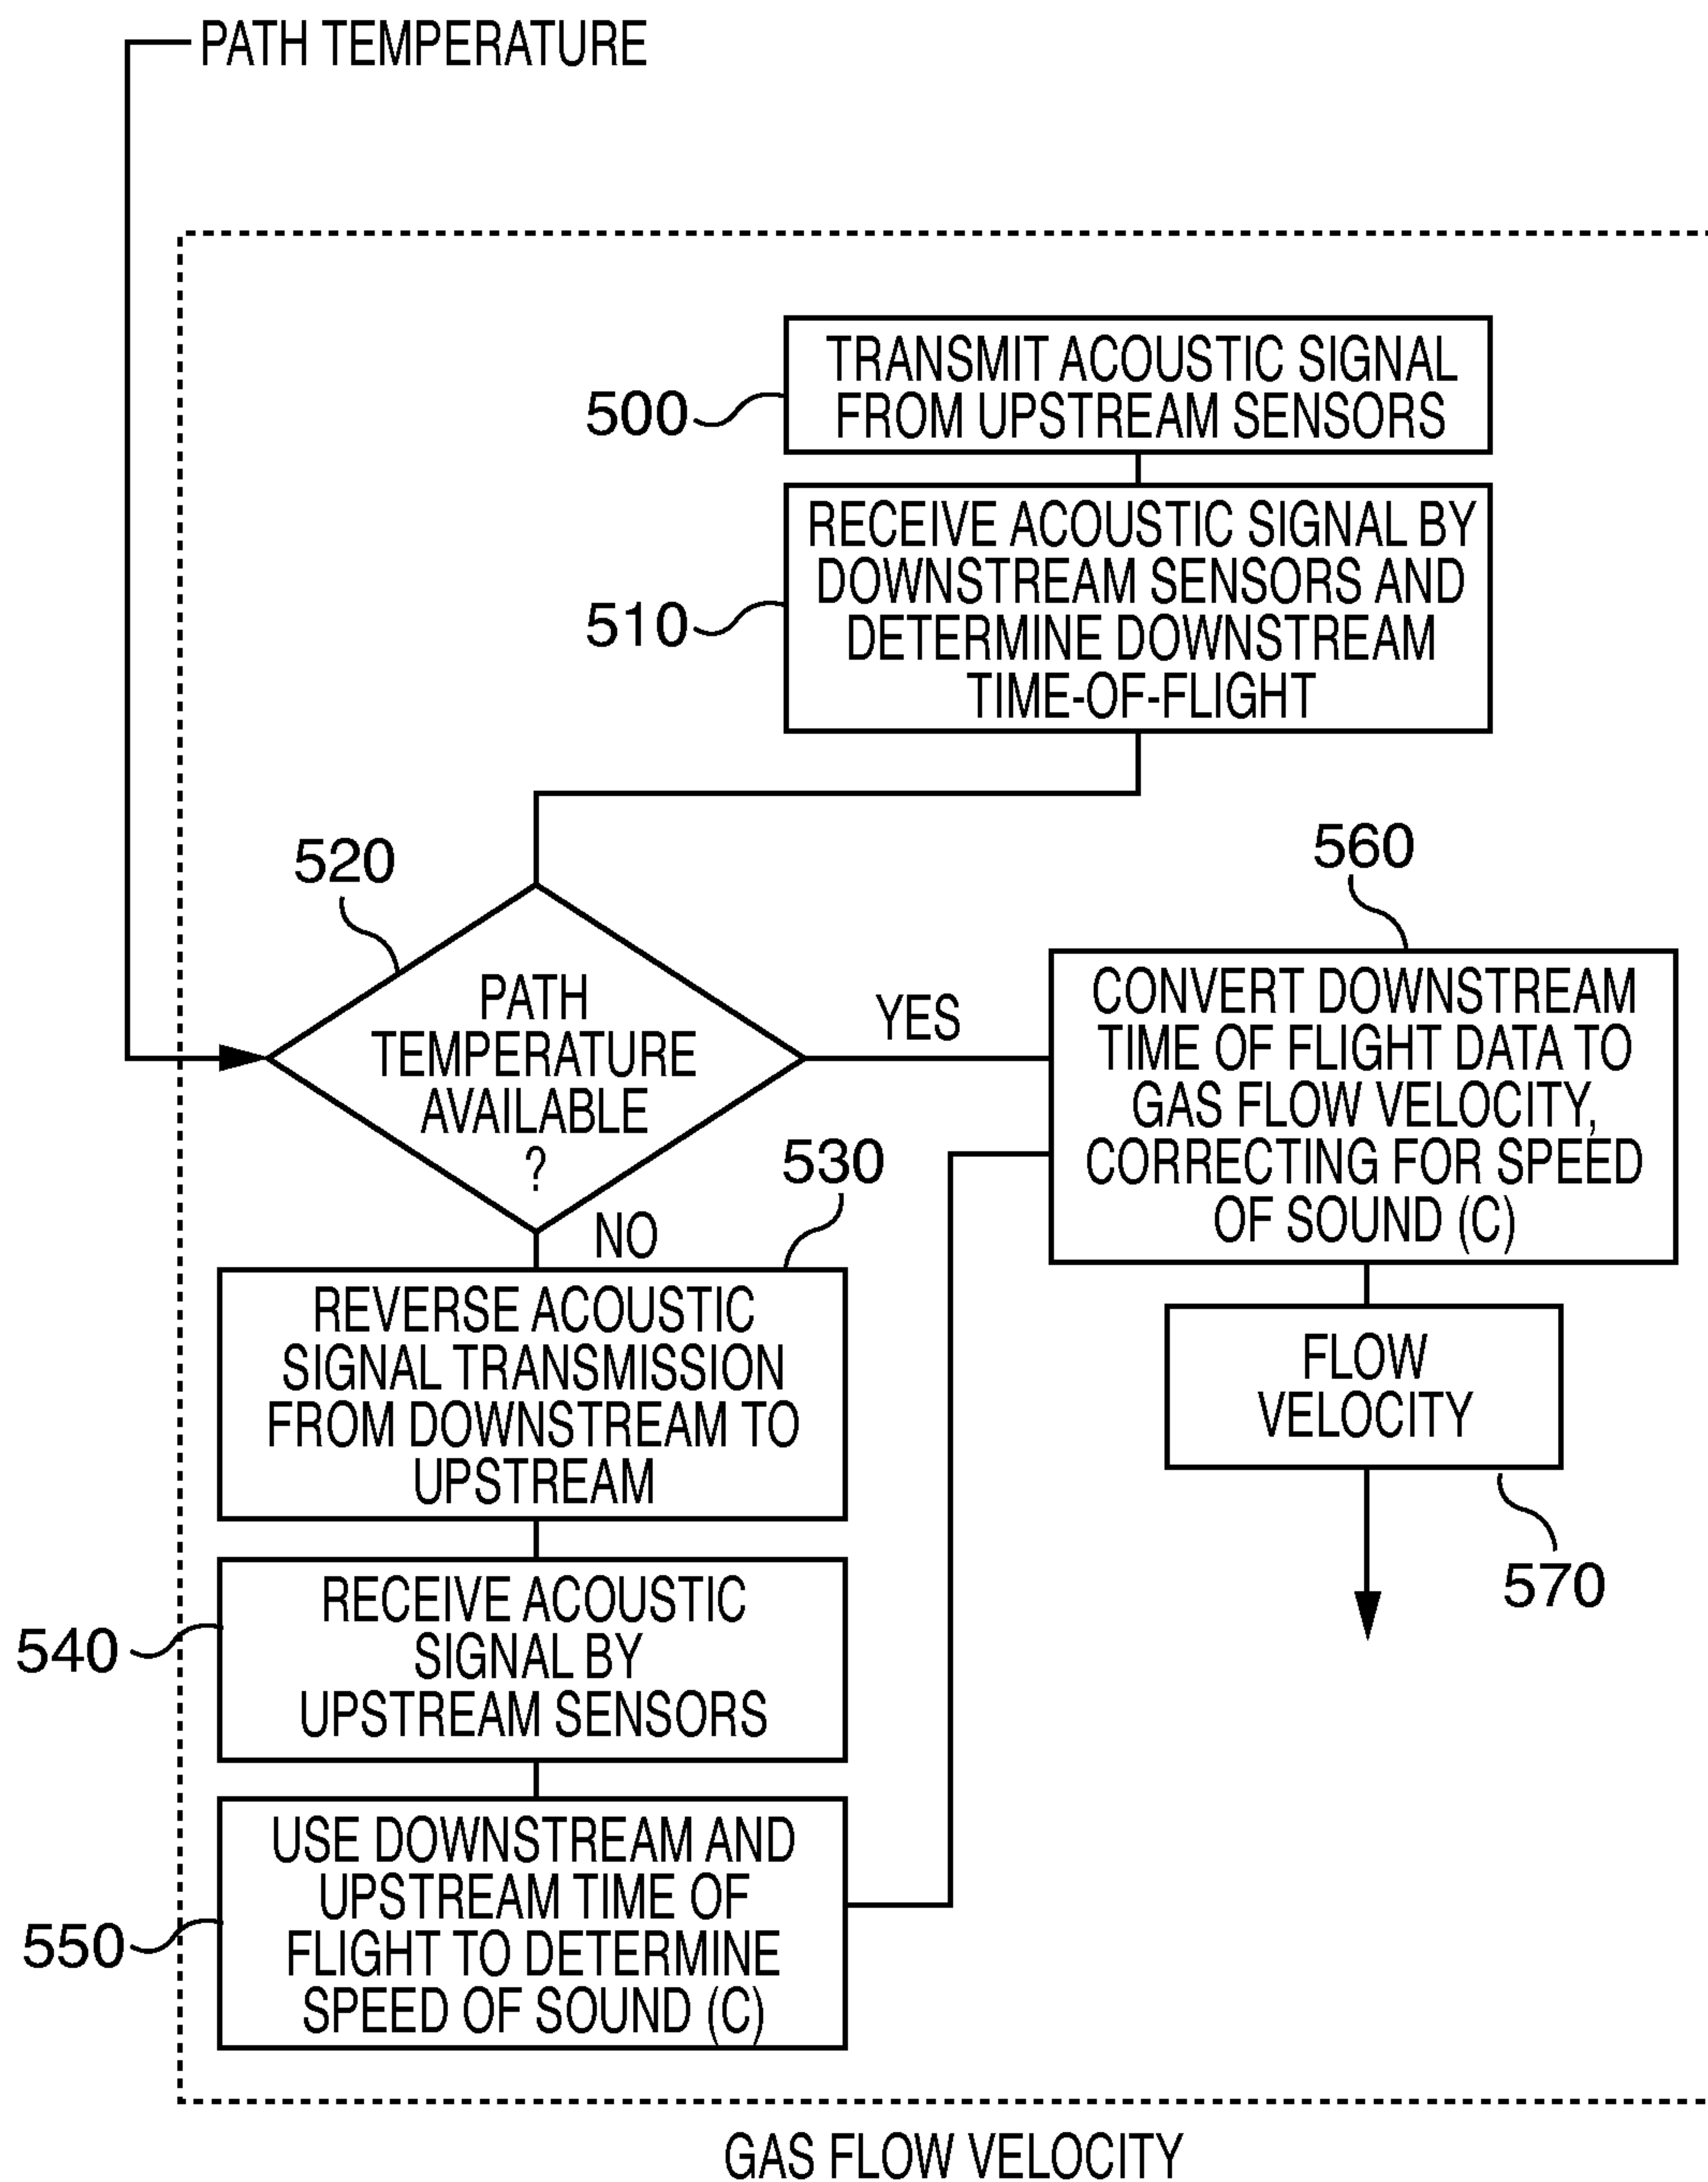 PATH TEMPERATURE
TRANSMIT ACOUSTIC SIGNAL
FROM UPSTREAM SENSORS
500
RECEIVE ACOUSTIC SIGNAL BY
DOWNSTREAM SENSORS AND
DETERMINE DOWNSTREAM
TIME-OF-FLIGHT
510
520
PATH
TEMPERATURE
AVAILABLE
?
YES
NO
560
CONVERT DOWNSTREAM
TIME OF FLIGHT DATA TO
GAS FLOW VELOCITY,
CORRECTING FOR SPEED
OF SOUND (C)
530
REVERSE ACOUSTIC
SIGNAL TRANSMISSION
FROM DOWNSTREAM TO
UPSTREAM
FLOW
VELOCITY
570
540
RECEIVE ACOUSTIC
SIGNAL BY
UPSTREAM SENSORS
550
USE DOWNSTREAM AND
UPSTREAM TIME OF
FLIGHT TO DETERMINE
SPEED OF SOUND (C)
GAS FLOW VELOCITY